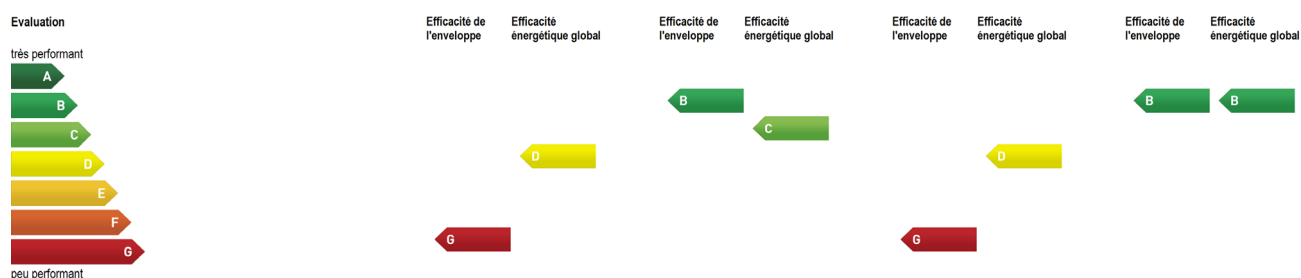 Evaluation
très performant
A
B
C
D
E
F
G
peu performant
Efficacité de
l'enveloppe
G
Efficacité
énergétique global
D
Efficacité de
l'enveloppe
B
Efficacité
énergétique global
C
Efficacité de
l'enveloppe
G
Efficacité
énergétique global
D
Efficacité de
l'enveloppe
B
Efficacité
énergétique global
B